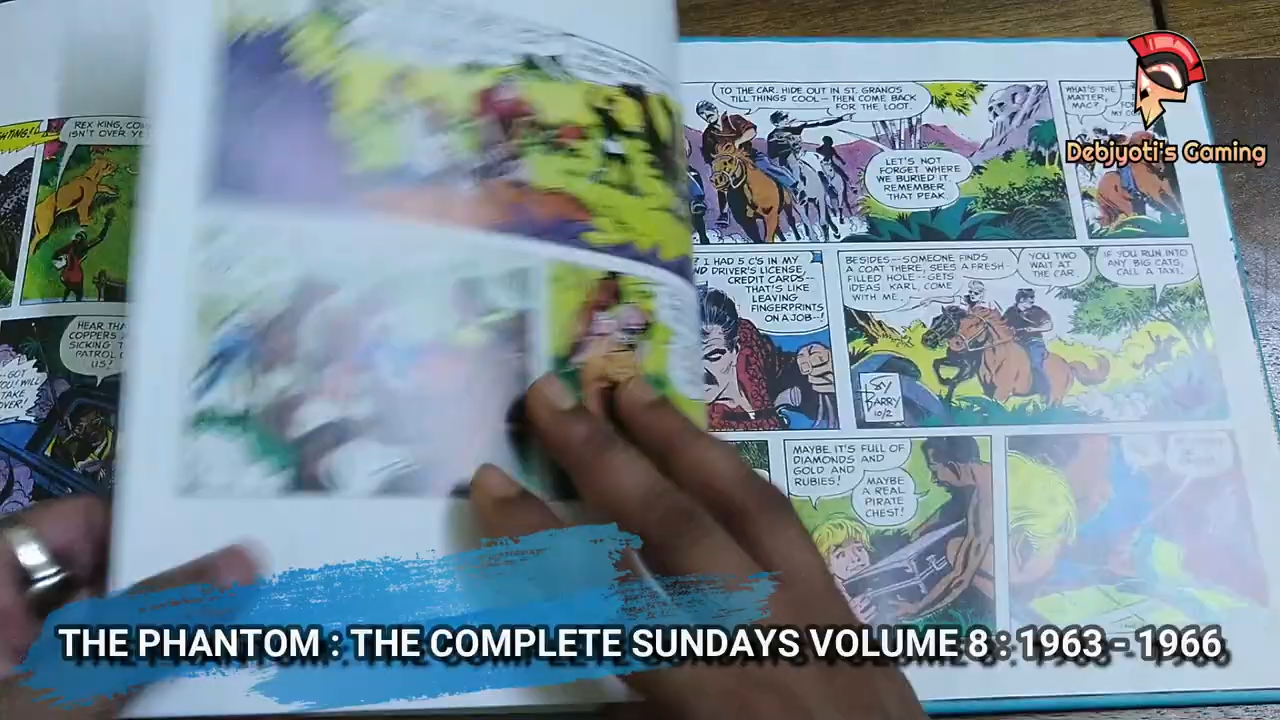 HTING!
REX KING, CO
ISN'T OVER YE
HEAR THA
COPPERS
SICKING T
PATROL
US?
GOT
YOU! WILL
TAKE
OVER!
TO THE CAR. HIDE OUT IN ST. GRANOS
TILL THINGS COOL—THEN COME BACK
FOR THE LOOT.
LET'S NOT
FORGET WHERE
WE BURIED IT.
REMEMBER
THAT PEAK.
WHAT'S THE
MATTER,
MAC?
Debjyoti's Gaming
I HAD 5 C'S IN MY
DRIVER'S LICENSE,
CREDIT CARDS—
THAT'S LIKE
LEAVING
FINGERPRINTS
ON A JOB--!
BESIDES—SOMEONE FINDS
A COAT THERE, SEES A FRESH
FILLED HOLE--GETS
IDEAS. KARL, COME
WITH ME.
YOU TWO
WAIT AT
THE CAR.
IF YOU RUN INTO
ANY BIG CATS,
CALL A TAXI.
SY
BARRY
10/2
MAYBE IT'S FULL OF
DIAMONDS AND
GOLD AND
RUBIES!
MAYBE
A REAL
PIRATE
CHEST!
THE PHANTOM : THE COMPLETE SUNDAYS VOLUME 8 : 1963 - 1966